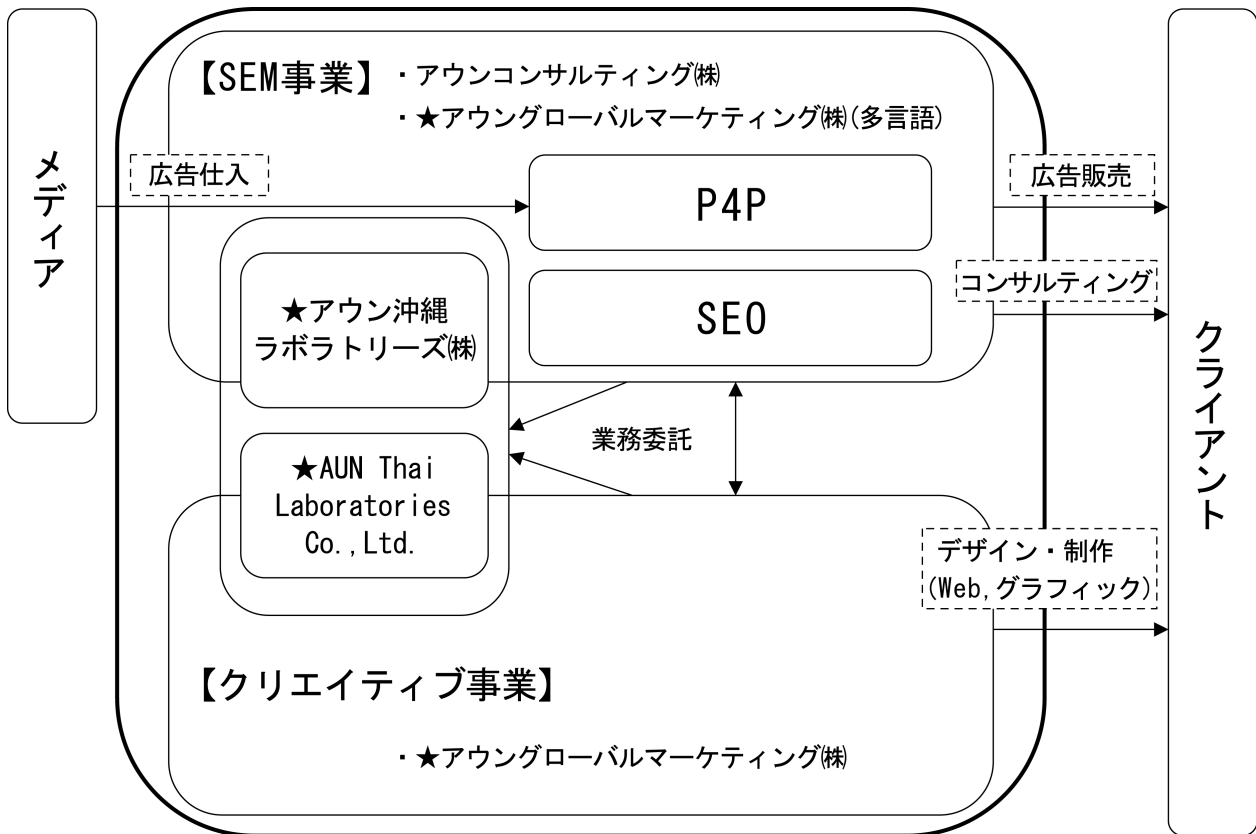 メディア
【SEM事業】
・アウンコンサルティング㈱
・★アウングローバルマーケティング㈱(多言語)
広告仕入
P4P
SEO
★アウン沖縄
ラボラトリーズ㈱
★AUN Thai
Laboratories
Co.,Ltd.
業務委託
広告販売
コンサルティング
デザイン・制作
(Web,グラフィック)
クライアント
【クリエイティブ事業】
・★アウングローバルマーケティング㈱